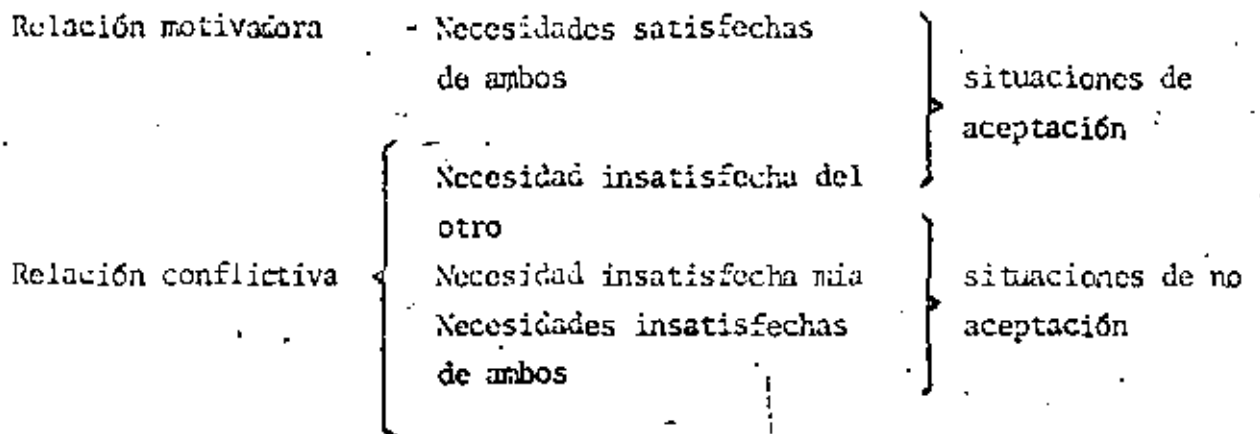 Relación motivadora - Necesidades satisfechas
de ambos
situaciones de
aceptación
Necesidad insatisfecha del
otro
Relación conflictiva Necesidad insatisfecha mia
Necesidades insatisfechas
de ambos
situaciones de no
aceptación